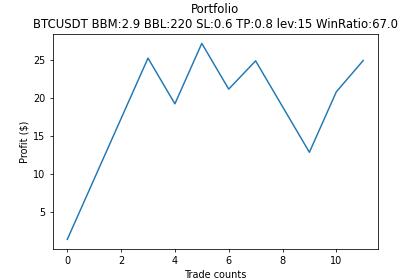 Portfolio
BTCUSDT BBM:2.9 BBL:220 SL:0.6 TP:0.8 lev:15 WinRatio:67.0
25
20
15
10
5
Profit ($)
0 2 4 6 8 10
Trade counts